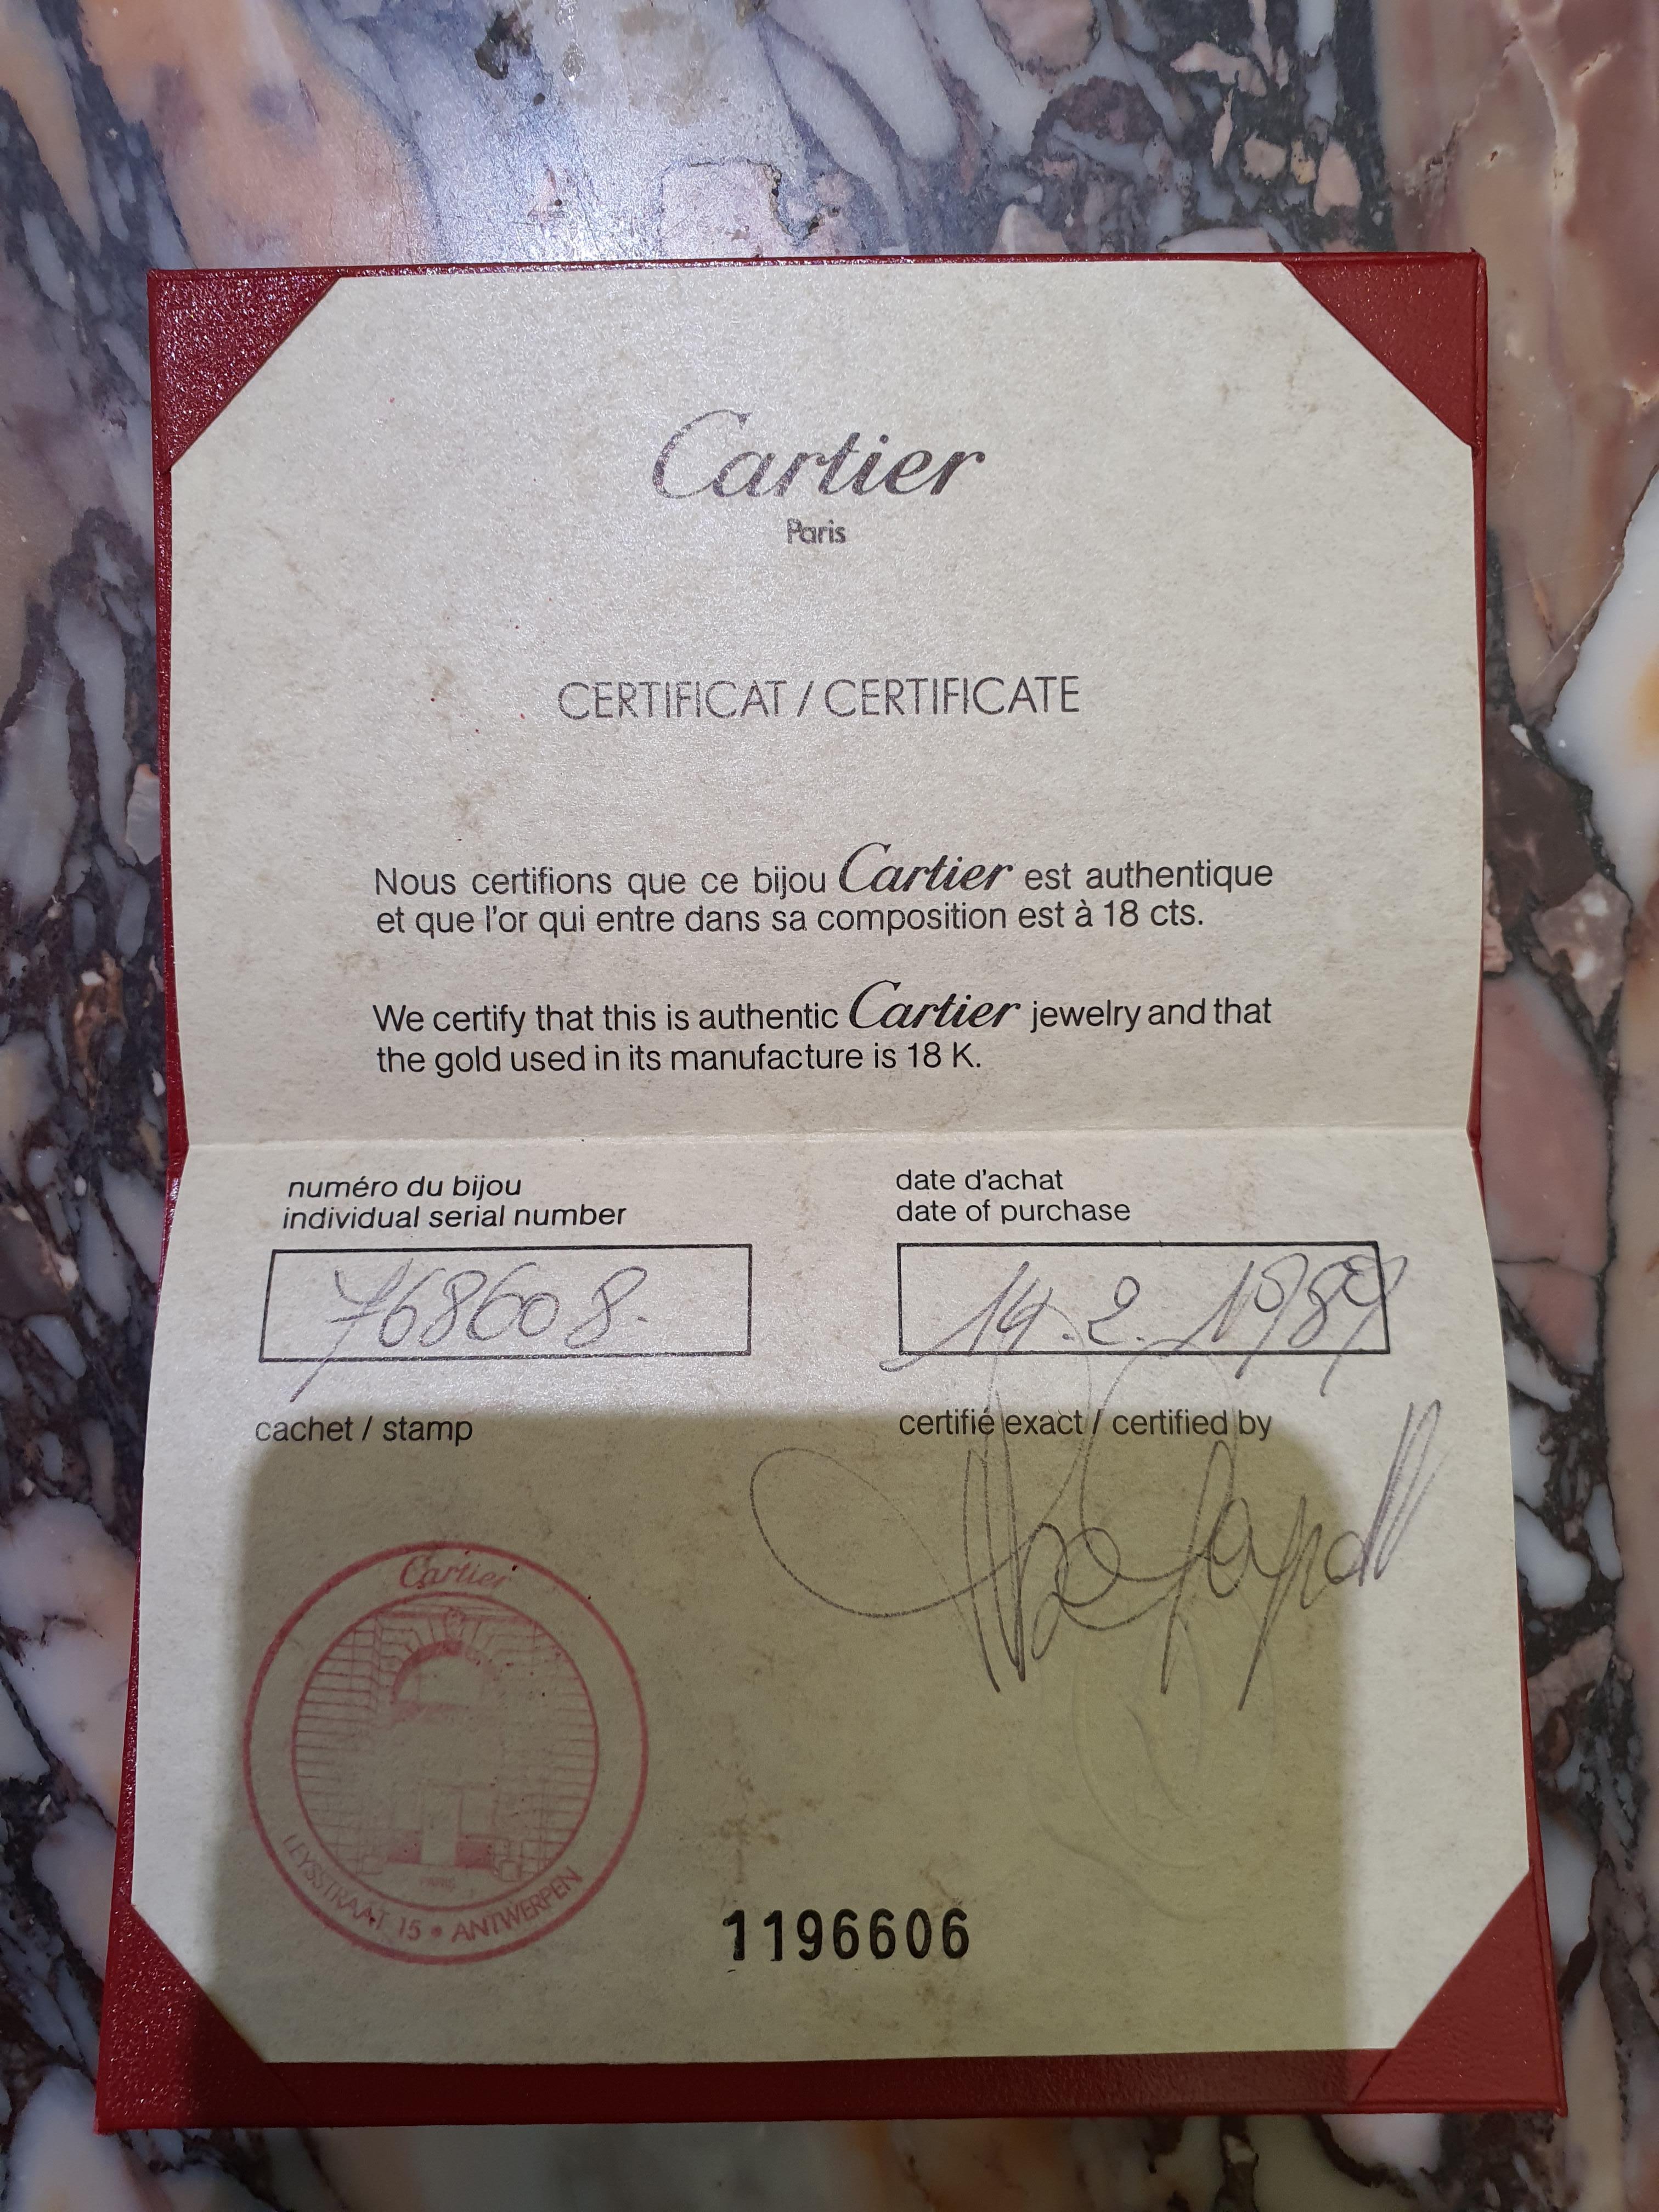 Cartier
Paris
CERTIFICAT / CERTIFICATE
Nous certifions que ce bijou Cartier est authentique
et que l'or qui entre dans sa composition est à 18 cts.
We certify that this is authentic Cartier jewelry and that
the gold used in its manufacture is 18 K.
numéro du bijou
individual serial number
768608.
date d'achat
date of purchase
14.2.1989
cachet / stamp
certifié exact / certified by
Cartier
LEYSSTRAAT 15 • ANTWERPEN
1196606